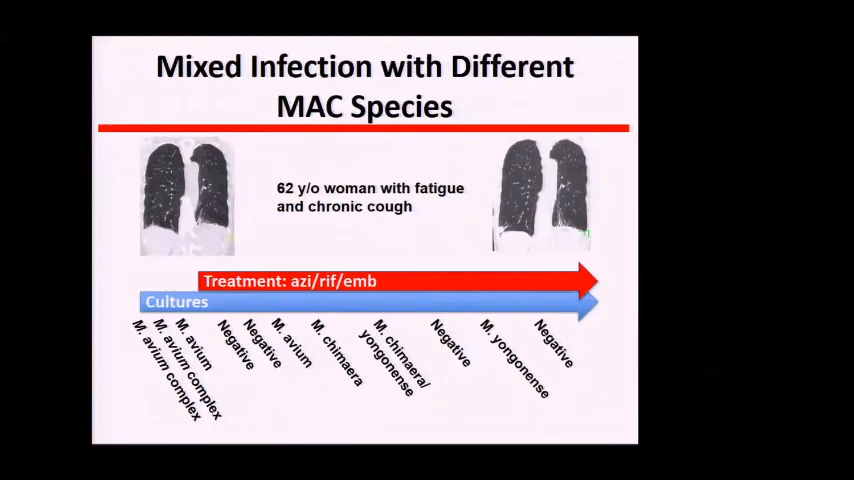 Mixed Infection with Different
MAC Species
62 y/o woman with fatigue
and chronic cough
Treatment: azi/rif/emb
Cultures
M. avium complex
M. avium complex
M. avium
Negative
Negative
M. avium
M. chimaera
M. chimaera/
yongonense
Negative
M. yongonense
Negative